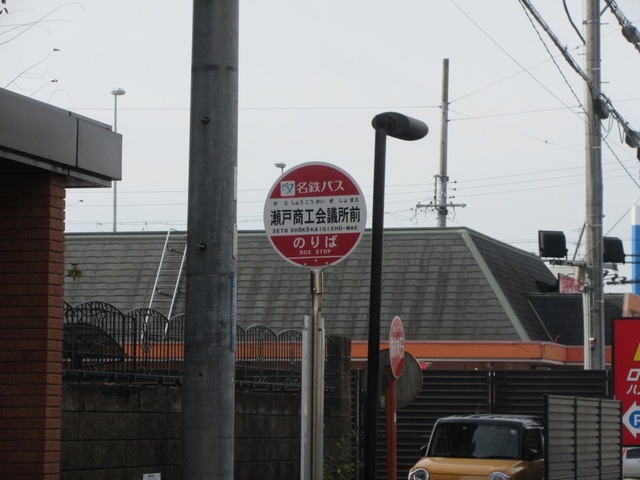 名鉄バス
せとしょうこうかいぎしょまえ
瀬戸商工会議所前
SETO SHŌKŌKAIGISHO-MAE
のりば
BUS STOP
P